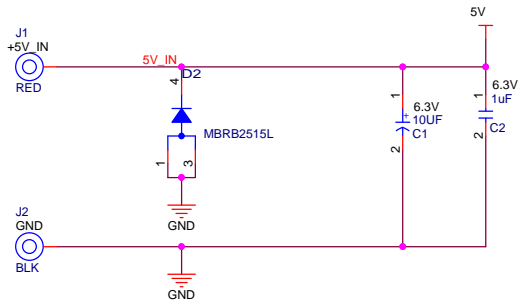 5V
J1
+5V_IN
RED
5V_IN
4
D2
MBRB2515L
1
3
GND
1
6.3V
10UF
+
C1
2
1
6.3V
1uF
C2
2
J2
GND
BLK
GND